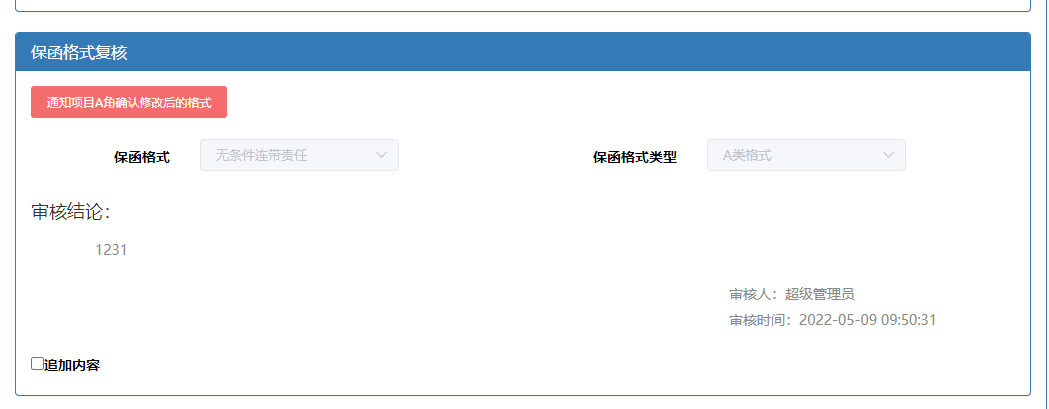 保函格式复核
通知项目A角确认修改后的格式
保函格式 无条件连带责任 保函格式类型 A类格式
审核结论：
1231
审核人：超级管理员
审核时间：2022-05-09 09:50:31
追加内容